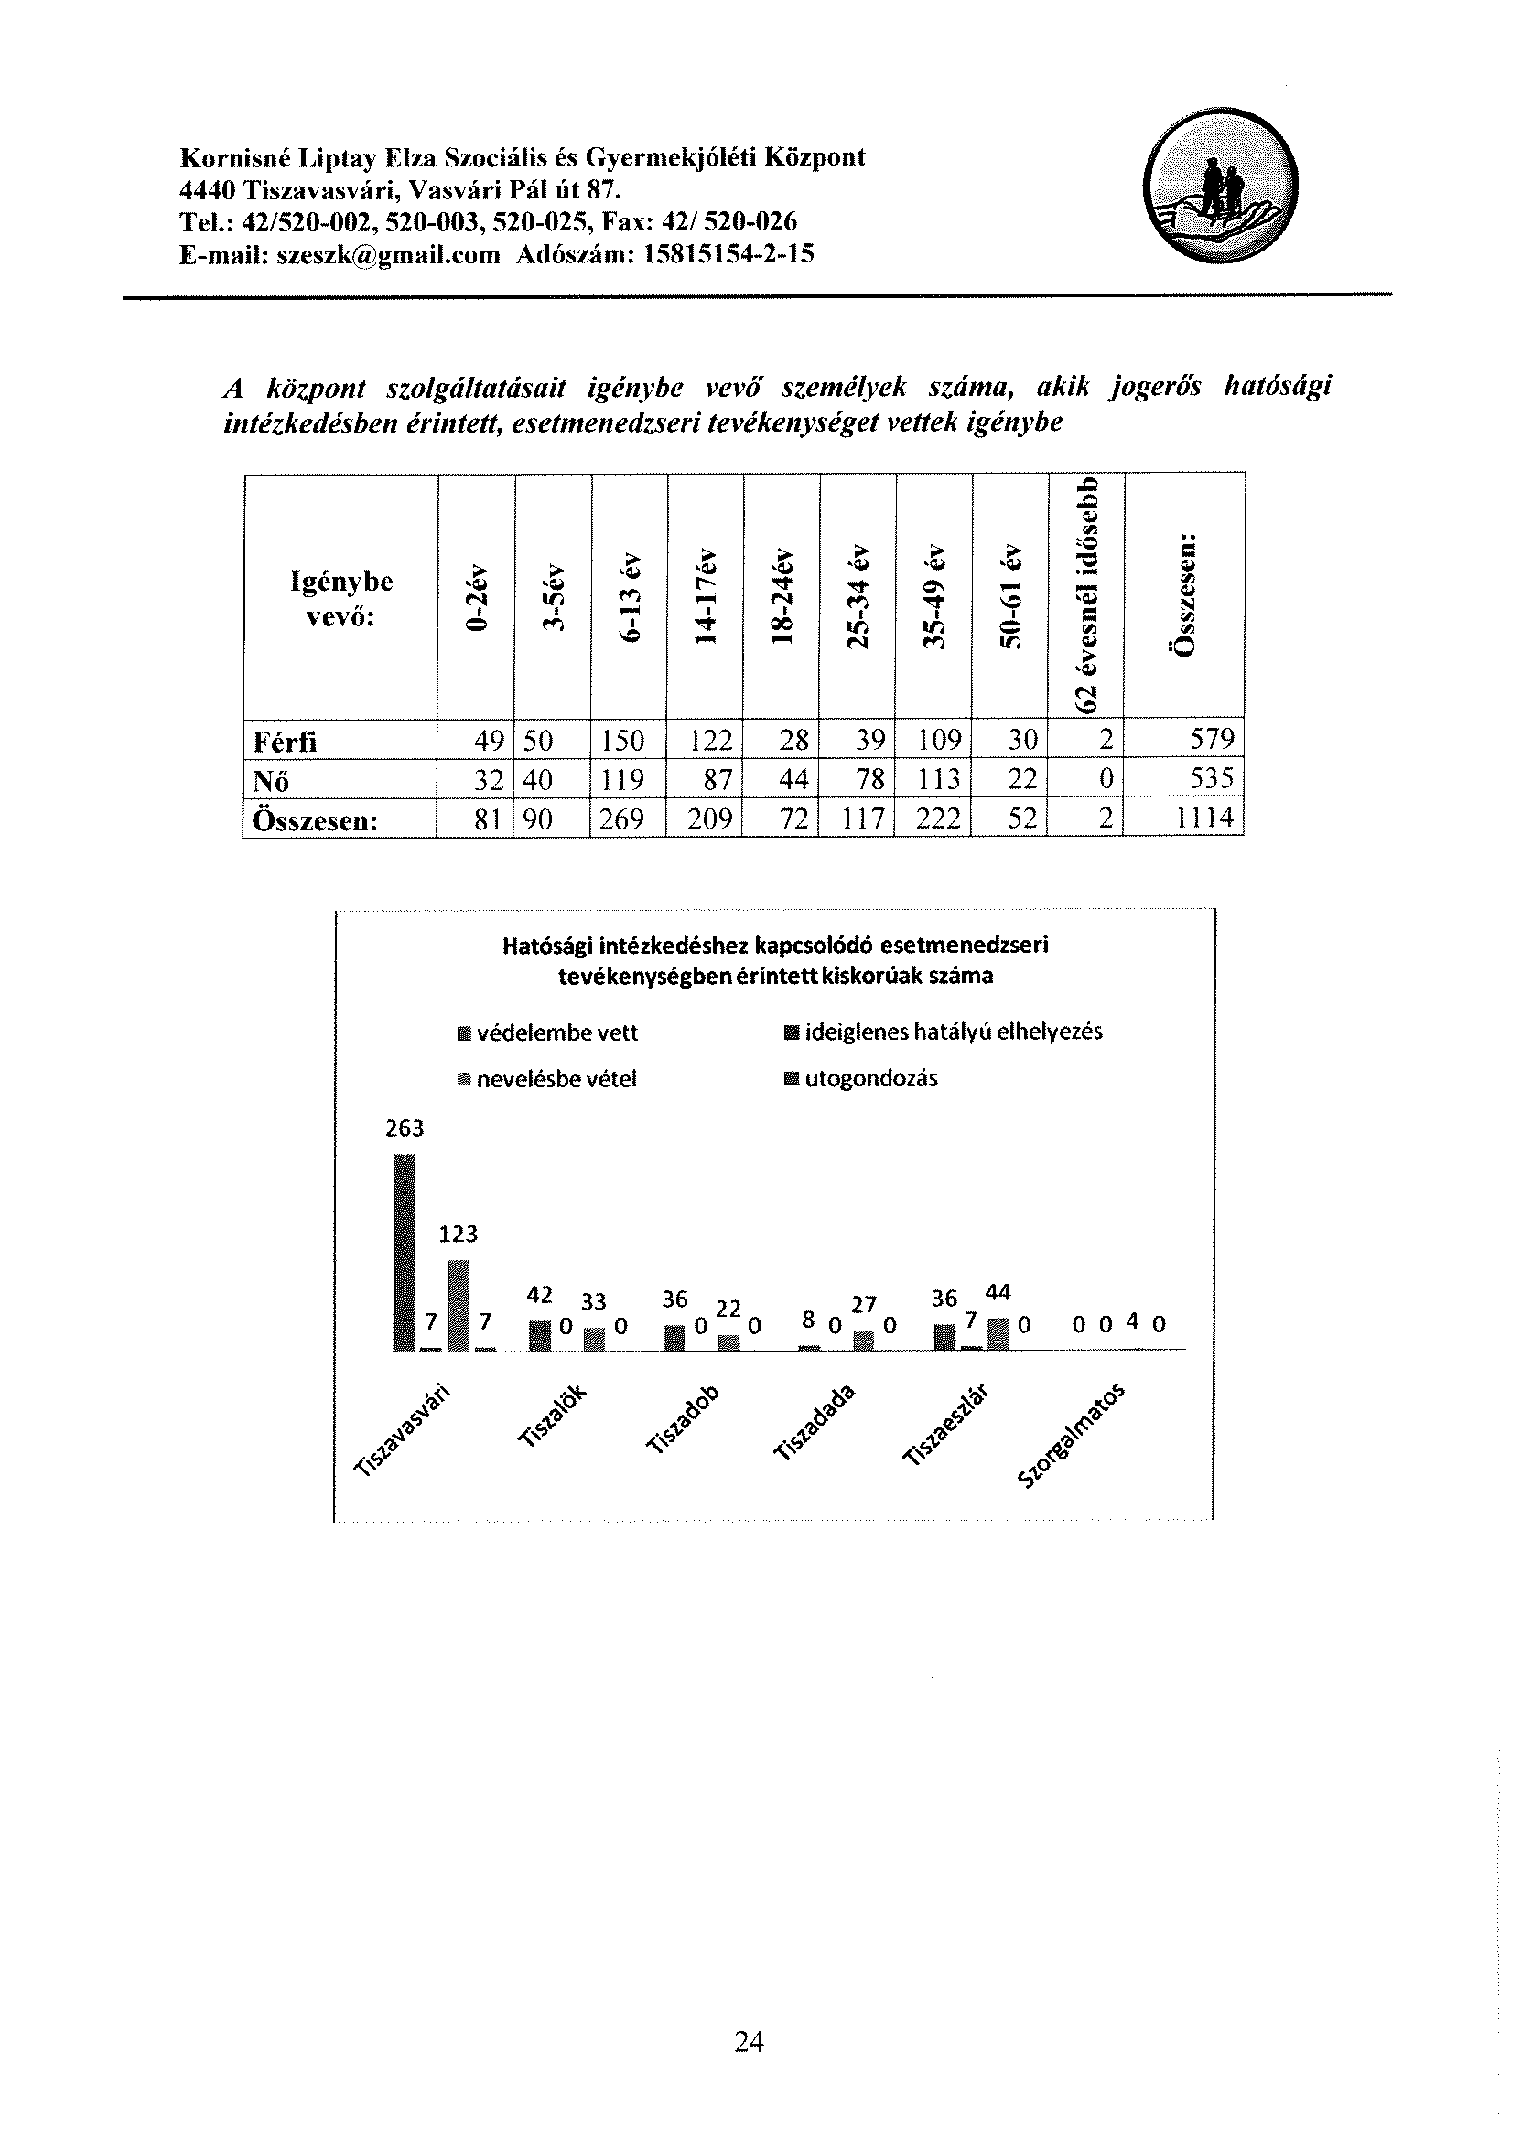 Kornisné Liptay Elza Szociális és Gyermekjóléti Központ
4440 Tiszavasvári, Vasvári Pál út 87.
Tel.: 42/520-002, 520-003, 520-025, Fax: 42/ 520-026
E-mail: szeszk@gmail.com Adószám: 15815154-2-15
A központ szolgáltatásait igénybe vevő személyek száma, akik jogerős hatósági
intézkedésben érintett, esetmenedzseri tevékenységet vettek igénybe
Igénybe vevő: 0-2év 3-5év 6-13 év 14-17év 18-24év 25-34 év 35-49 év 50-61 év 62 évesnél idősebb Összesen:
Férfi 49 50 150 122 28 39 109 30 2 579
Nő 32 40 119 87 44 78 113 22 0 535
Összesen: 81 90 269 209 72 117 222 52 2 1114
Hatósági intézkedéshez kapcsolódó esetmenedzseri
tevékenységben érintett kiskorúak száma
védelembe vett ideiglenes hatályú elhelyezés
nevelésbe vétel utogondozás
263 7 123 7 42 0 33 0 36 0 22 0 8 0 27 0 36 7 44 0 0 0 4 0
Tiszavasvári Tiszalök Tiszadob Tiszadada Tiszaeszlár Szorgalmatos
24